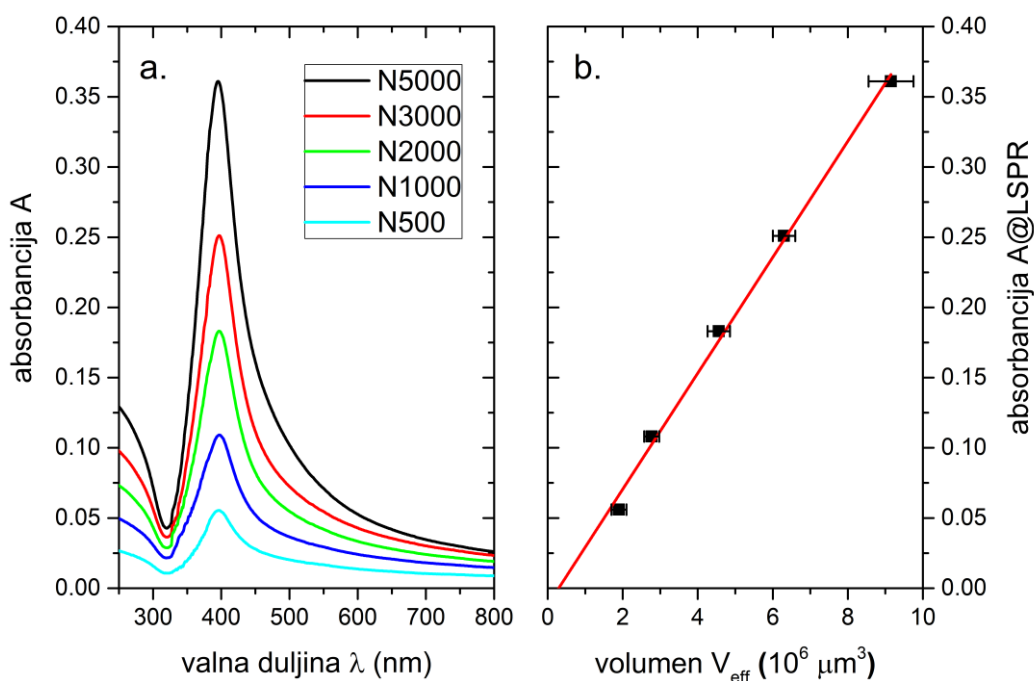 a.
N5000
N3000
N2000
N1000
N500
absorbancija A
0.40
0.35
0.30
0.25
0.20
0.15
0.10
0.05
0.00
300 400 500 600 700 800
valna duljina λ (nm)
b.
0 2 4 6 8 10
volumen V_eff (10^6 μm^3)
0.40
0.35
0.30
0.25
0.20
0.15
0.10
0.05
0.00
absorbancija A@LSPR